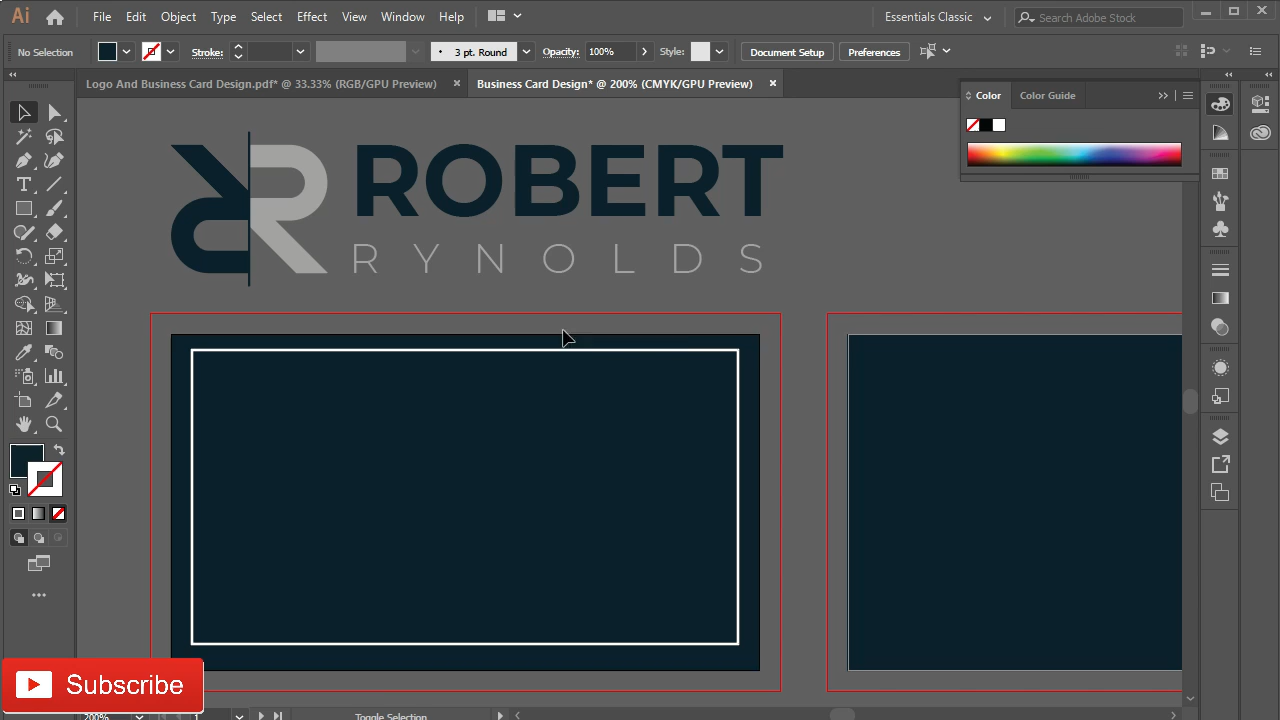 Ai File Edit Object Type Select Effect View Window Help Essentials Classic Search Adobe Stock
No Selection Stroke: 3 pt. Round Opacity: 100% Style: Document Setup Preferences
Logo And Business Card Design.pdf* @ 33.33% (RGB/GPU Preview) Business Card Design* @ 200% (CMYK/GPU Preview)
Color Color Guide
ROBERT
RYNOLDS
Subscribe
200% 1 Toggle Selection